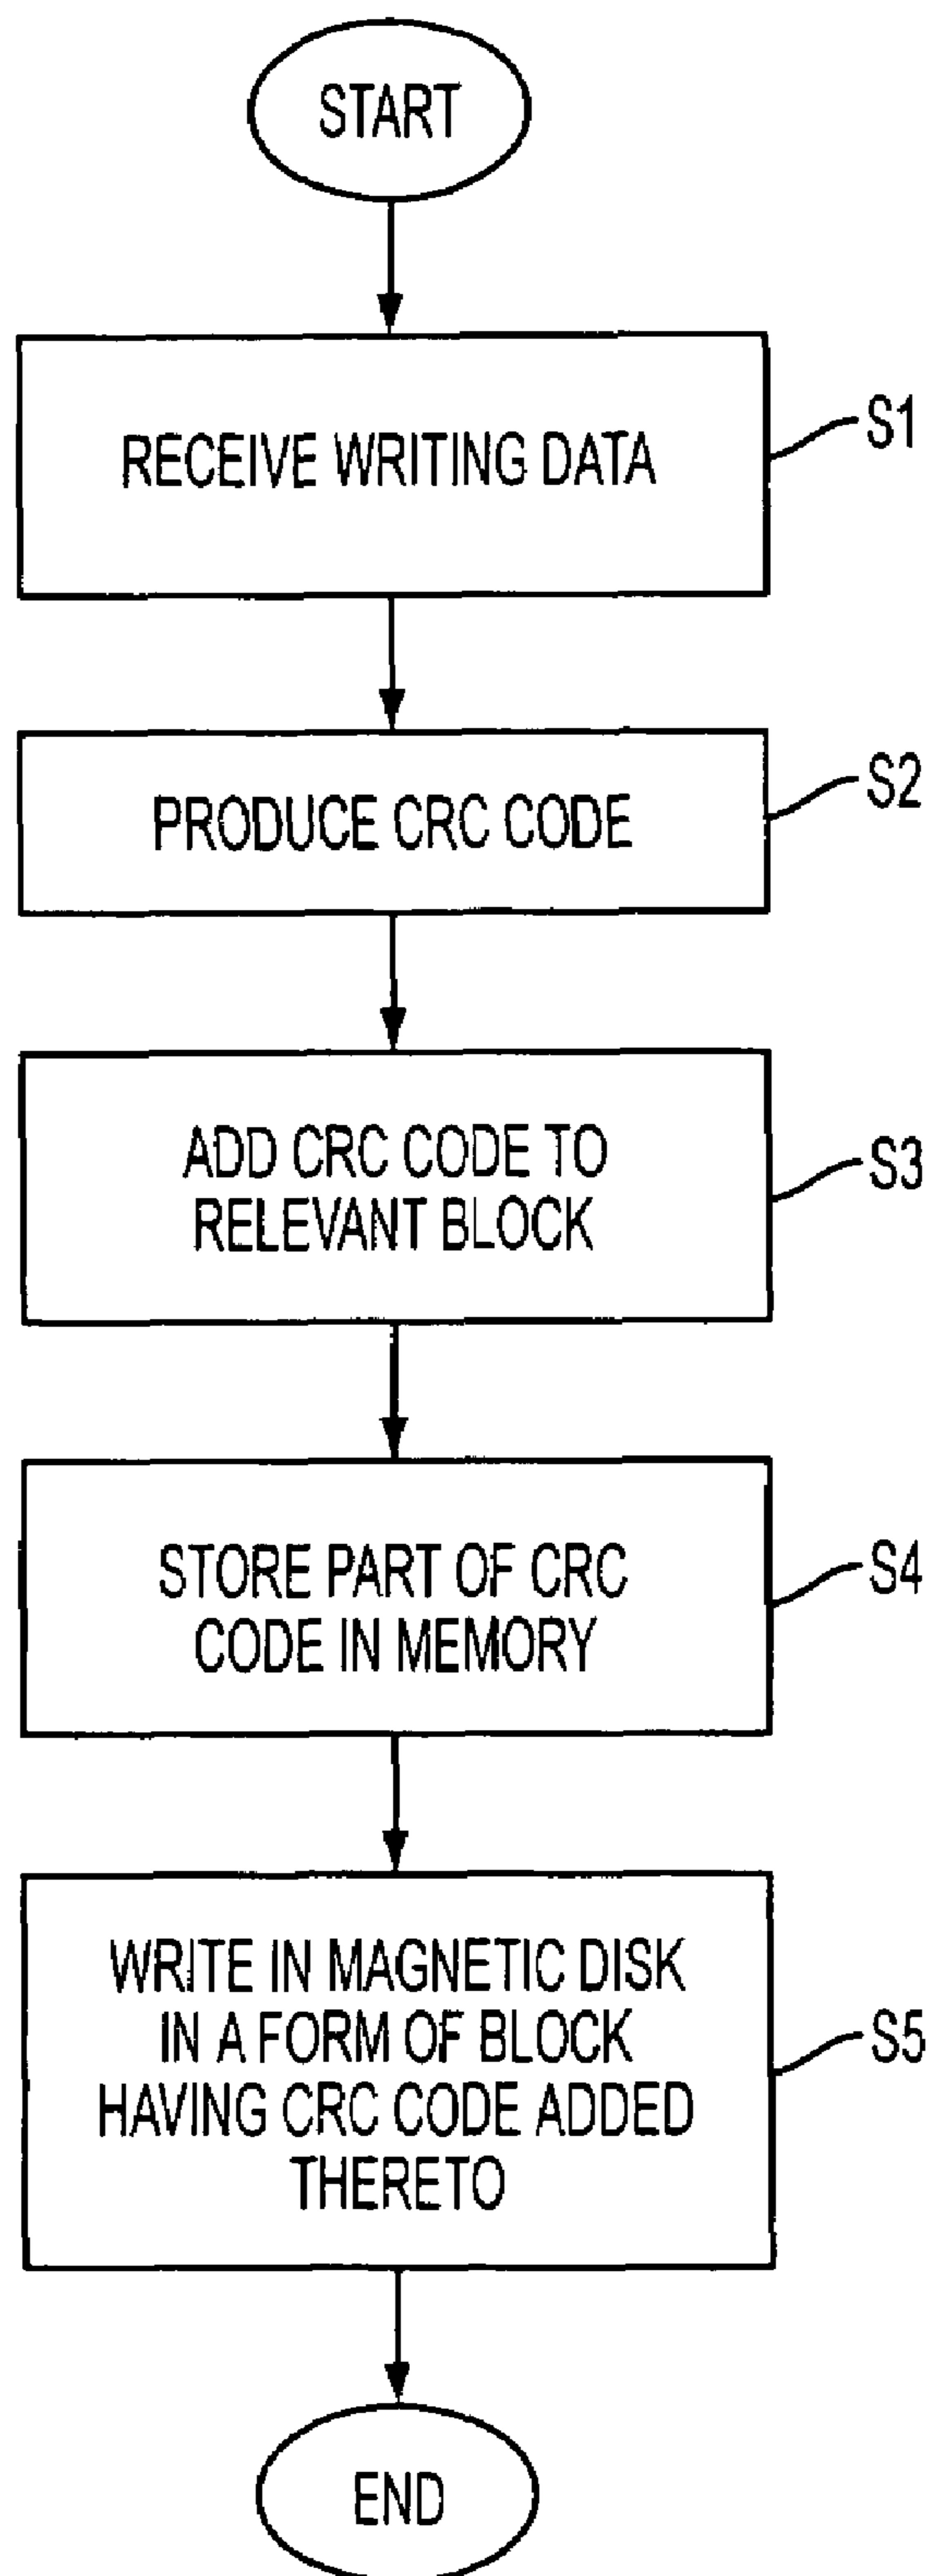 START
RECEIVE WRITING DATA
S1
PRODUCE CRC CODE
S2
ADD CRC CODE TO
RELEVANT BLOCK
S3
STORE PART OF CRC
CODE IN MEMORY
S4
WRITE IN MAGNETIC DISK
IN A FORM OF BLOCK
HAVING CRC CODE ADDED
THERETO
S5
END